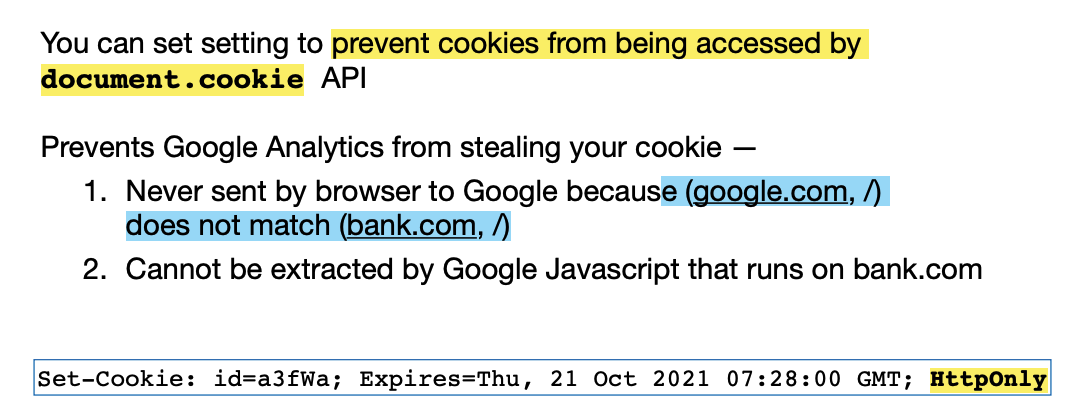 You can set setting to prevent cookies from being accessed by
document.cookie API
Prevents Google Analytics from stealing your cookie —
1. Never sent by browser to Google because (google.com, /)
does not match (bank.com, /)
2. Cannot be extracted by Google Javascript that runs on bank.com
Set-Cookie: id=a3fWa; Expires=Thu, 21 Oct 2021 07:28:00 GMT; HttpOnly